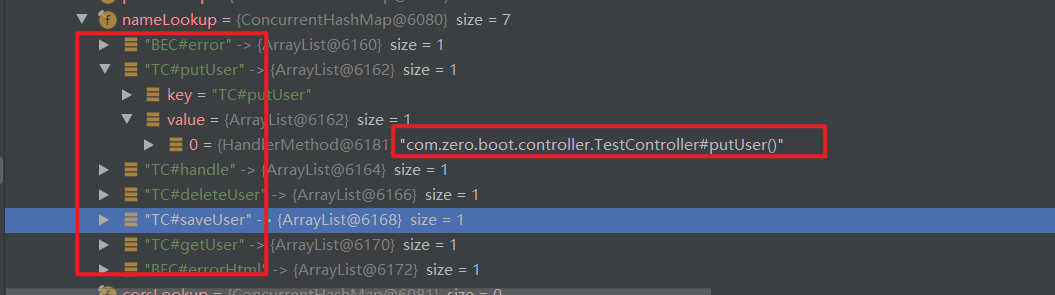 nameLookup = {ConcurrentHashMap@6080} size = 7
"BEC#error" -> {ArrayList@6160} size = 1
"TC#putUser" -> {ArrayList@6162} size = 1
key = "TC#putUser"
value = {ArrayList@6162} size = 1
0 = {HandlerMethod@6181} "com.zero.boot.controller.TestController#putUser()"
"TC#handle" -> {ArrayList@6164} size = 1
"TC#deleteUser" -> {ArrayList@6166} size = 1
"TC#saveUser" -> {ArrayList@6168} size = 1
"TC#getUser" -> {ArrayList@6170} size = 1
"BEC#errorHtml" -> {ArrayList@6172} size = 1
corsLookup = {ConcurrentHashMap@6081} size = 0